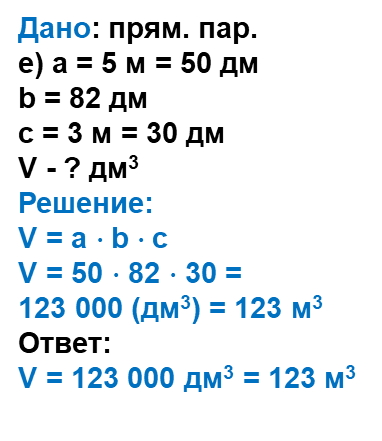 Дано: прям. пар.
е) a = 5 м = 50 дм
b = 82 дм
c = 3 м = 30 дм
V - ? дм³
Решение:
V = a · b · c
V = 50 · 82 · 30 =
123 000 (дм³) = 123 м³
Ответ:
V = 123 000 дм³ = 123 м³